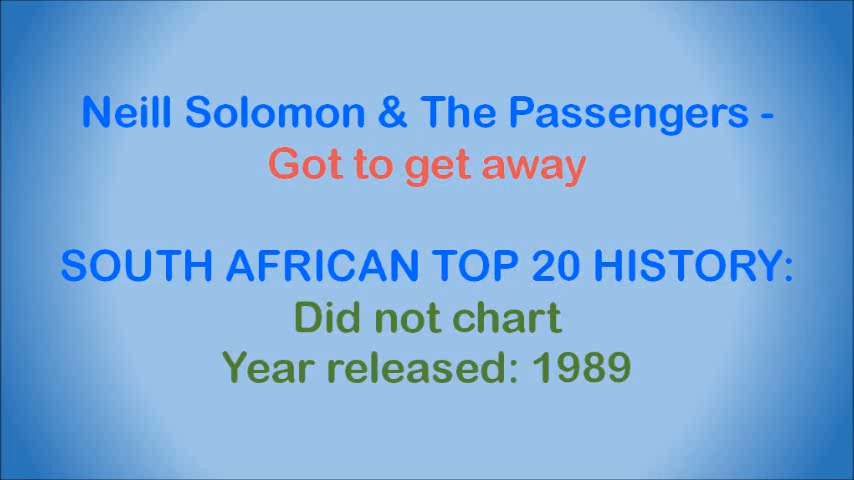 Neill Solomon & The Passengers -
Got to get away
SOUTH AFRICAN TOP 20 HISTORY:
Did not chart
Year released: 1989